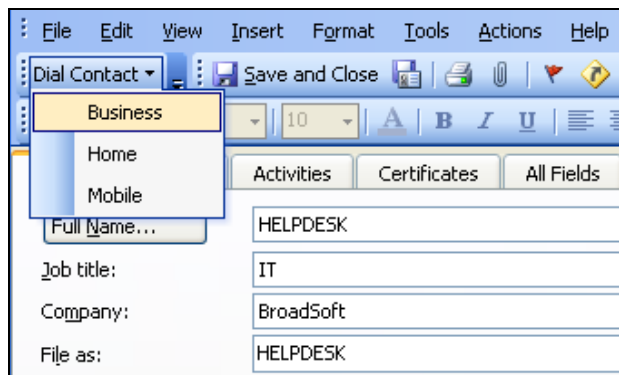 File Edit View Insert Format Tools Actions Help
Dial Contact Save and Close
Business 10 A B I U
Home Activities Certificates All Fields
Mobile
Full Name... HELPDESK
Job title: IT
Company: BroadSoft
File as: HELPDESK